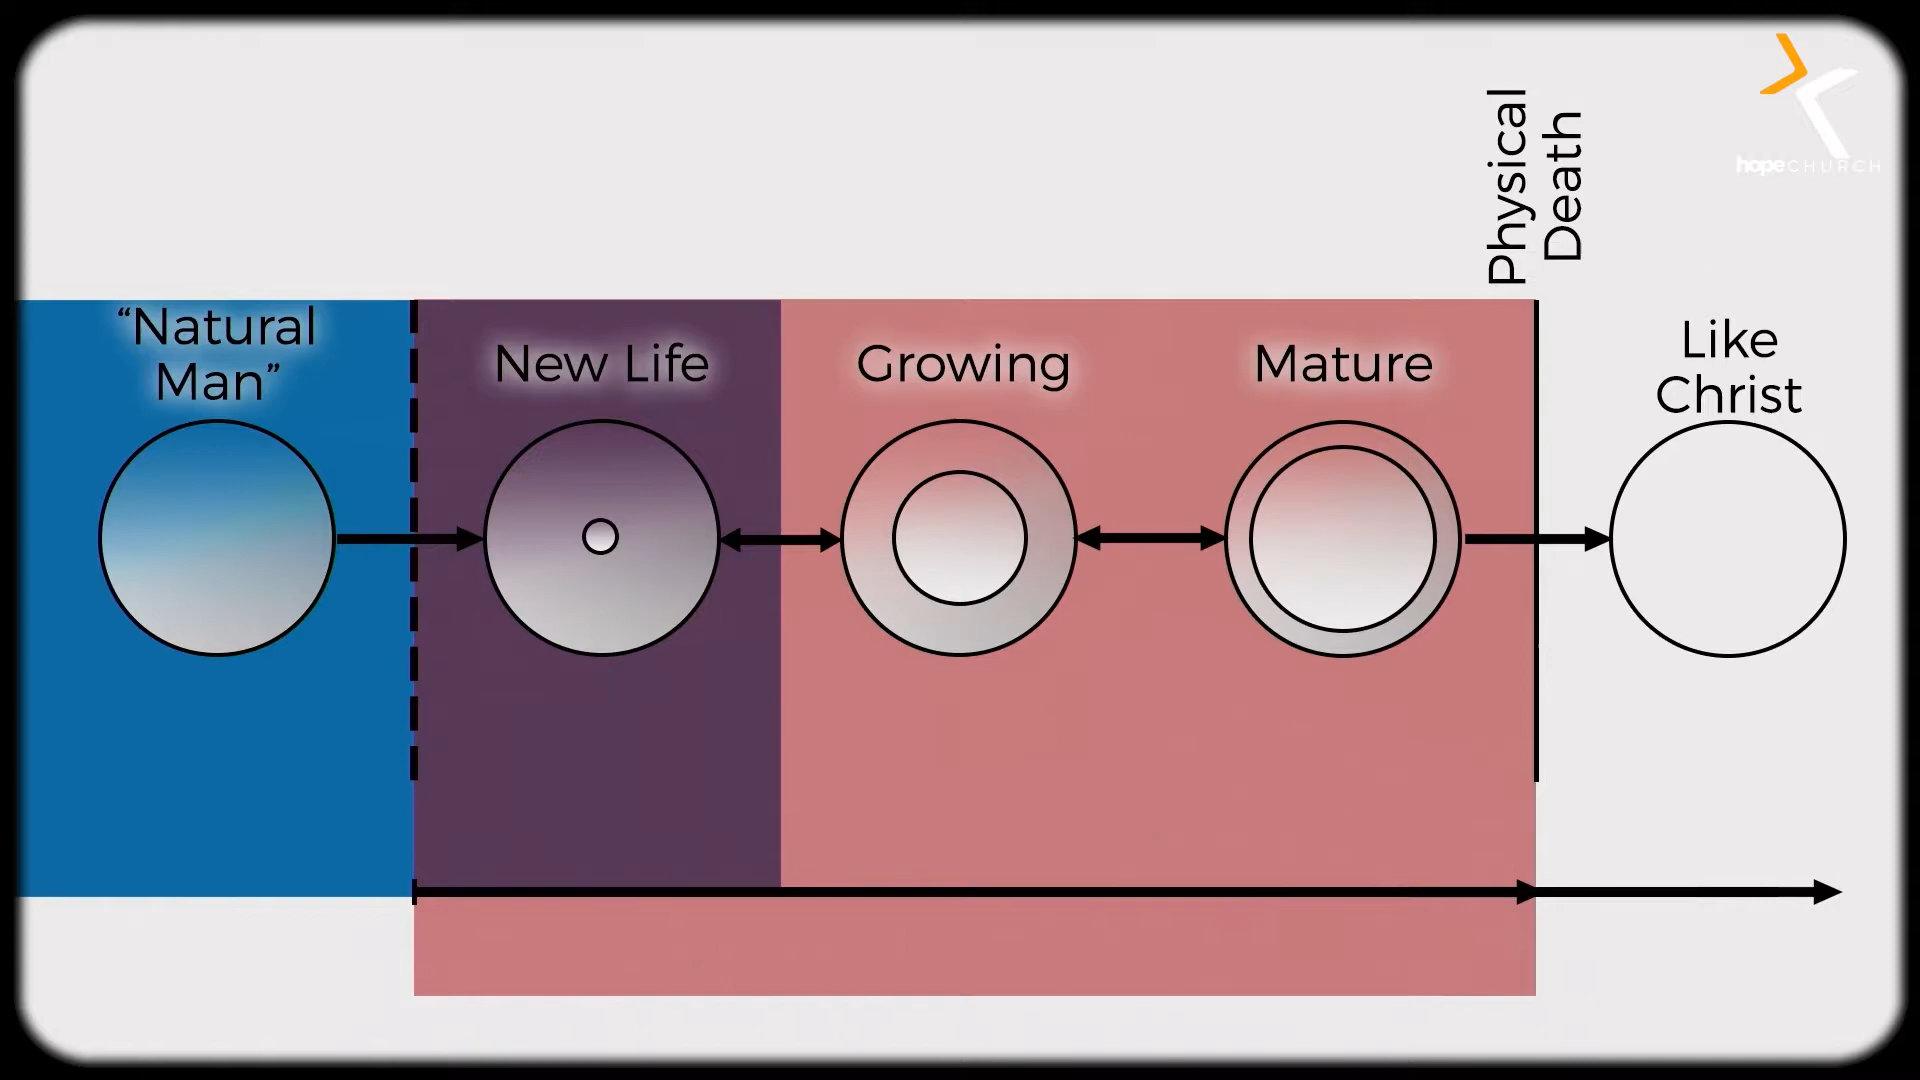 Physical
Death
hopeCHURCH
“Natural
Man”
New Life
Growing
Mature
Like
Christ